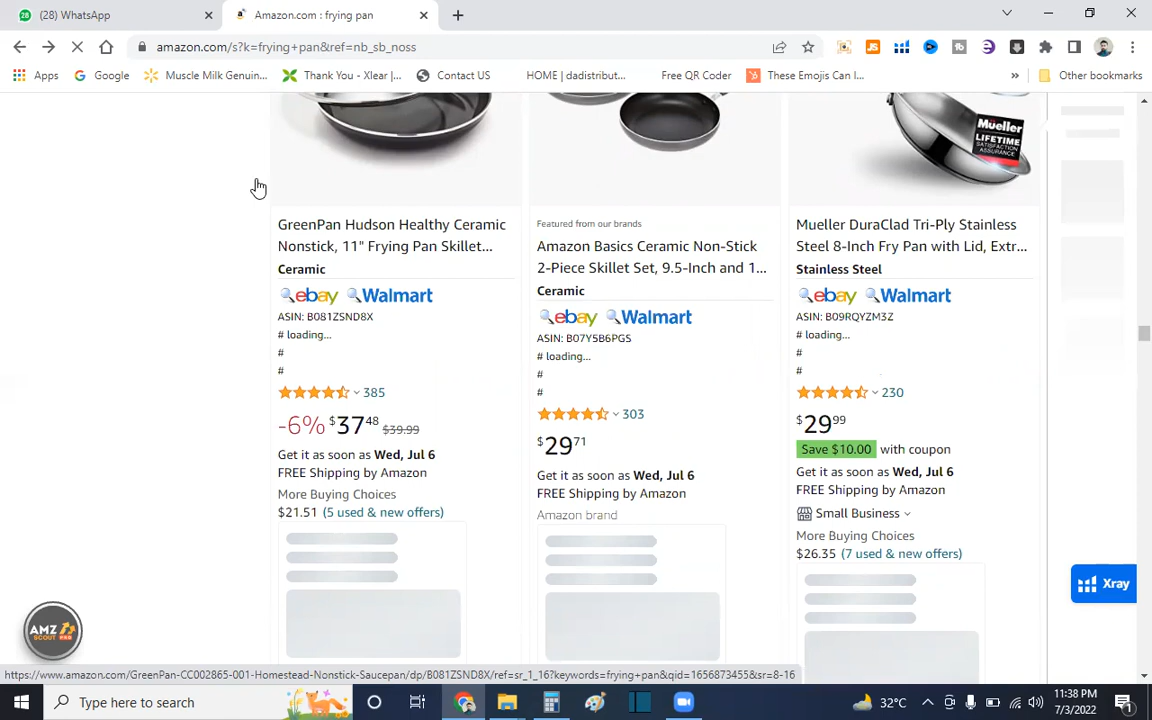 (28) WhatsApp
Amazon.com : frying pan
amazon.com/s?k=frying+pan&ref=nb_sb_noss
Apps
Google
Muscle Milk Genuin...
Thank You - Xlear |...
Contact US
HOME | dadistribut...
Free QR Coder
These Emojis Can I...
»
Other bookmarks
Mueller
LIFETIME
SATISFACTION
ASSURANCE
GreenPan Hudson Healthy Ceramic
Nonstick, 11" Frying Pan Skillet...
Ceramic
ebay Walmart
ASIN: B081ZSND8X
# loading...
#
#
385
-6% $37 48 $39.99
Get it as soon as Wed, Jul 6
FREE Shipping by Amazon
More Buying Choices
$21.51 (5 used & new offers)
Featured from our brands
Amazon Basics Ceramic Non-Stick
2-Piece Skillet Set, 9.5-Inch and 1...
Ceramic
ebay Walmart
ASIN: B07Y5B6PGS
# loading...
#
#
303
$29 71
Get it as soon as Wed, Jul 6
FREE Shipping by Amazon
Amazon brand
Mueller DuraClad Tri-Ply Stainless
Steel 8-Inch Fry Pan with Lid, Extr...
Stainless Steel
ebay Walmart
ASIN: B09RQYZM3Z
# loading...
#
#
230
$29 99
Save $10.00 with coupon
Get it as soon as Wed, Jul 6
FREE Shipping by Amazon
Small Business
More Buying Choices
$26.35 (7 used & new offers)
Xray
AMZ
SCOUT PRO
https://www.amazon.com/GreenPan-CC002865-001-Homestead-Nonstick-Saucepan/dp/B081ZSND8X/ref=sr_1_16?keywords=frying+pan&qid=1656873455&sr=8-16
Type here to search
32°C
11:38 PM
7/3/2022
1